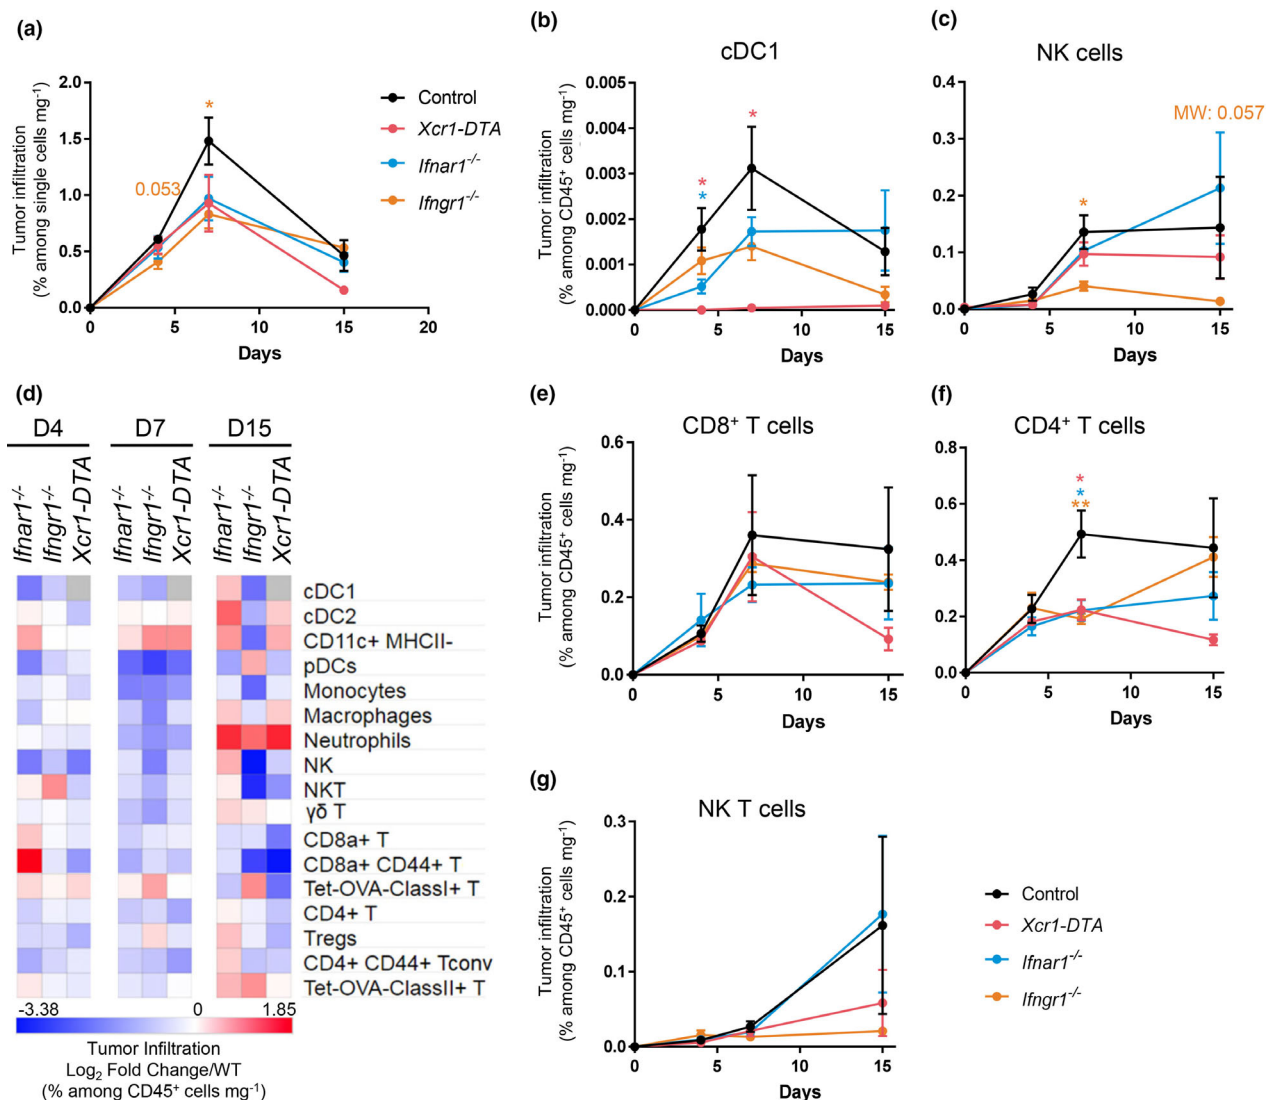 (a)
Tumor infiltration
(% among single cells mg⁻¹)
2.0
1.5
1.0
0.5
0.0
0.053
*
0
5
10
15
20
Days
Control
Xcr1-DTA
Ifnar1⁻/⁻
Ifngr1⁻/⁻
(b)
cDC1
Tumor infiltration
(% among CD45⁺ cells mg⁻¹)
0.005
0.004
0.003
0.002
0.001
0.000
*
*
*
0
5
10
15
Days
(c)
NK cells
0.4
0.3
0.2
0.1
0.0
*
MW: 0.057
0
5
10
15
Days
(d)
D4
D7
D15
Ifnar1⁻/⁻
Ifngr1⁻/⁻
Xcr1-DTA
Ifnar1⁻/⁻
Ifngr1⁻/⁻
Xcr1-DTA
Ifnar1⁻/⁻
Ifngr1⁻/⁻
Xcr1-DTA
cDC1
cDC2
CD11c+ MHCII-
pDCs
Monocytes
Macrophages
Neutrophils
NK
NKT
γδ T
CD8a+ T
CD8a+ CD44+ T
Tet-OVA-ClassI+ T
CD4+ T
Tregs
CD4+ CD44+ Tconv
Tet-OVA-ClassII+ T
-3.38 0 1.85
Tumor Infiltration
Log₂ Fold Change/WT
(% among CD45⁺ cells mg⁻¹)
(e)
CD8⁺ T cells
Tumor infiltration
(% among CD45⁺ cells mg⁻¹)
0.6
0.4
0.2
0.0
0
5
10
15
Days
(f)
CD4⁺ T cells
0.8
0.6
0.4
0.2
0.0
*
*
**
0
5
10
15
Days
(g)
NK T cells
Tumor infiltration
(% among CD45⁺ cells mg⁻¹)
0.3
0.2
0.1
0.0
0
5
10
15
Days
Control
Xcr1-DTA
Ifnar1⁻/⁻
Ifngr1⁻/⁻